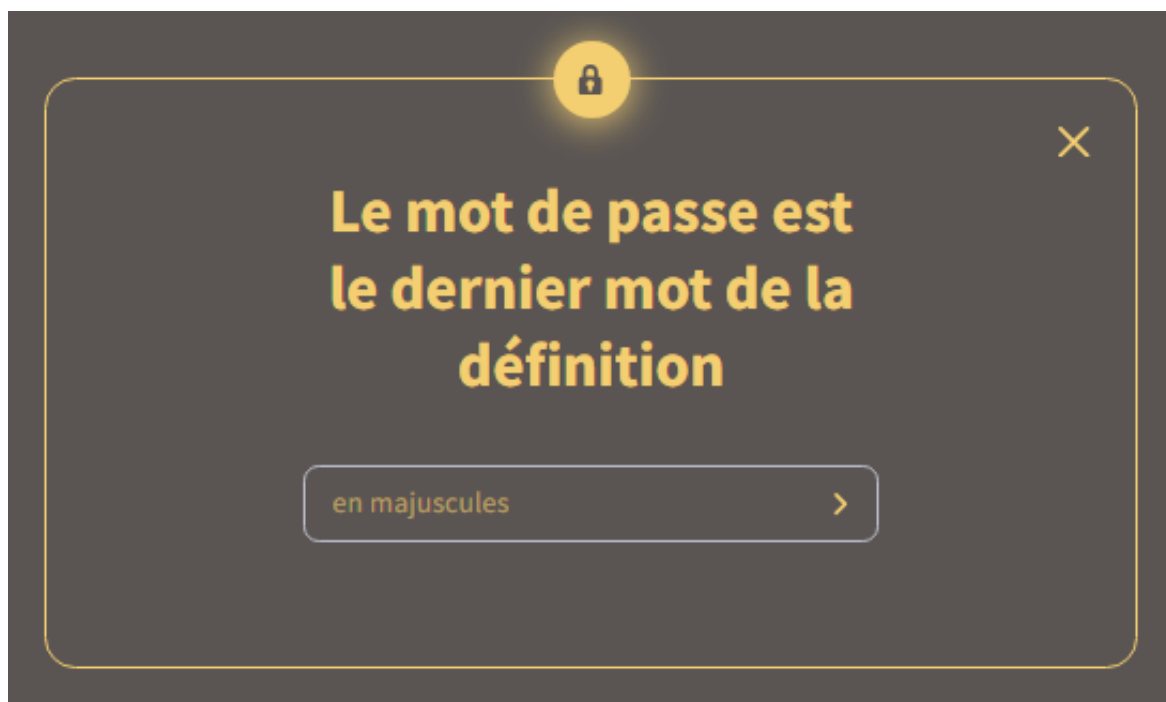 Le mot de passe est
le dernier mot de la
définition
en majuscules